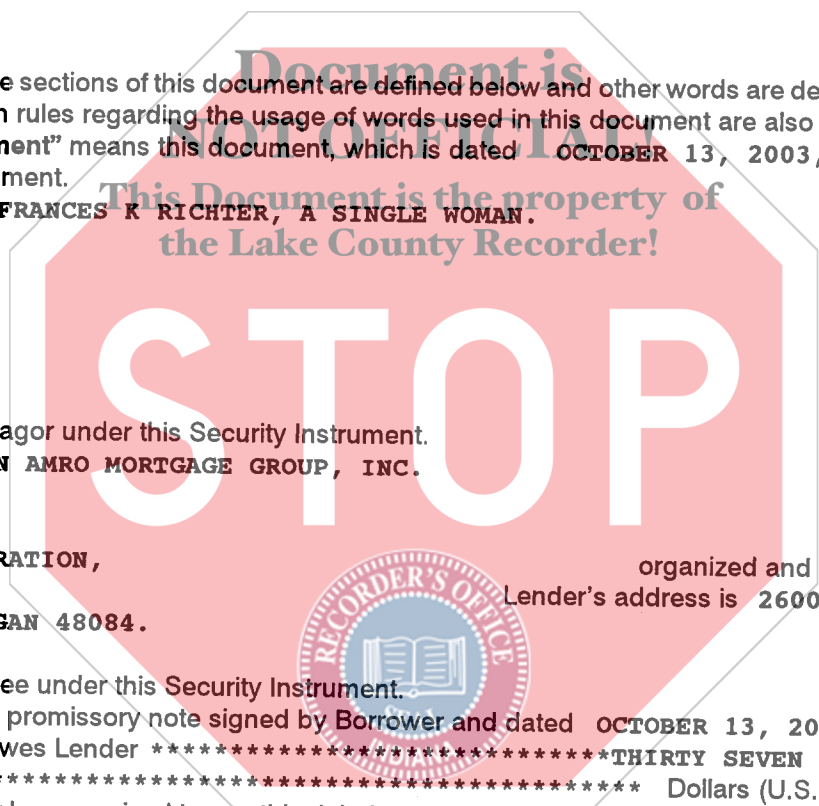 Document is
e sections of this document are defined below and other words are de
n rules regarding the usage of words used in this document are also
NOT OFFICIAL!
ment" means this document, which is dated OCTOBER 13, 2003,
ment.
This Document is the property of
FRANCES K RICHTER, A SINGLE WOMAN.
the Lake County Recorder!
STOP
agor under this Security Instrument.
N AMRO MORTGAGE GROUP, INC.
RATION,
organized and
Lender's address is 2600
GAN 48084.
RECORDER'S OFFICE
ee under this Security Instrument.
promissory note signed by Borrower and dated OCTOBER 13, 20
SEAL
wes Lender ******************************THIRTY SEVEN
INDIANA
****************************************** Dollars (U.S.